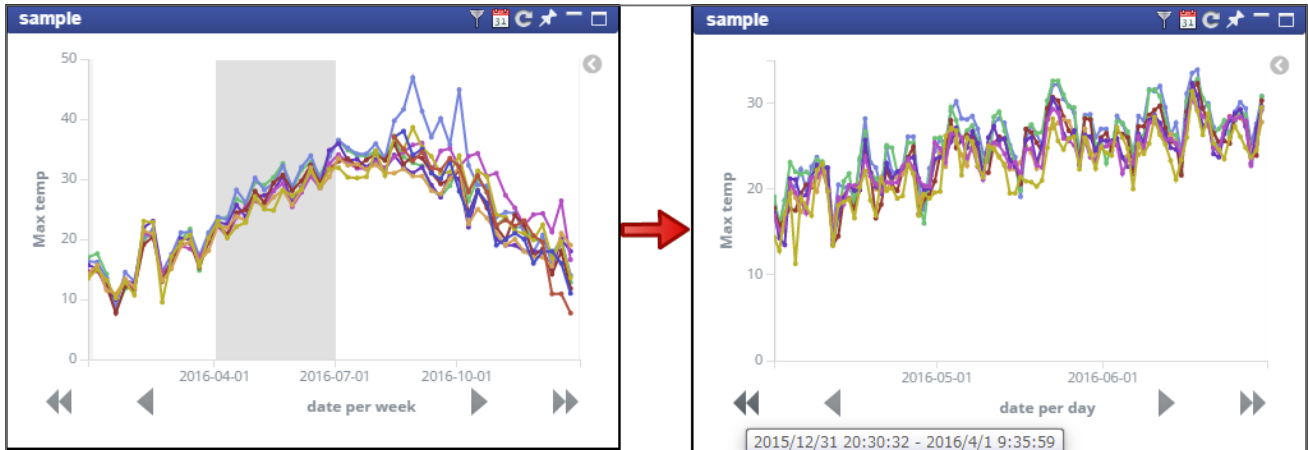 sample
31
50
40
30
20
10
0
Max temp
2016-04-01
2016-07-01
2016-10-01
date per week
sample
31
30
20
10
0
Max temp
2016-05-01
2016-06-01
date per day
2015/12/31 20:30:32 - 2016/4/1 9:35:59